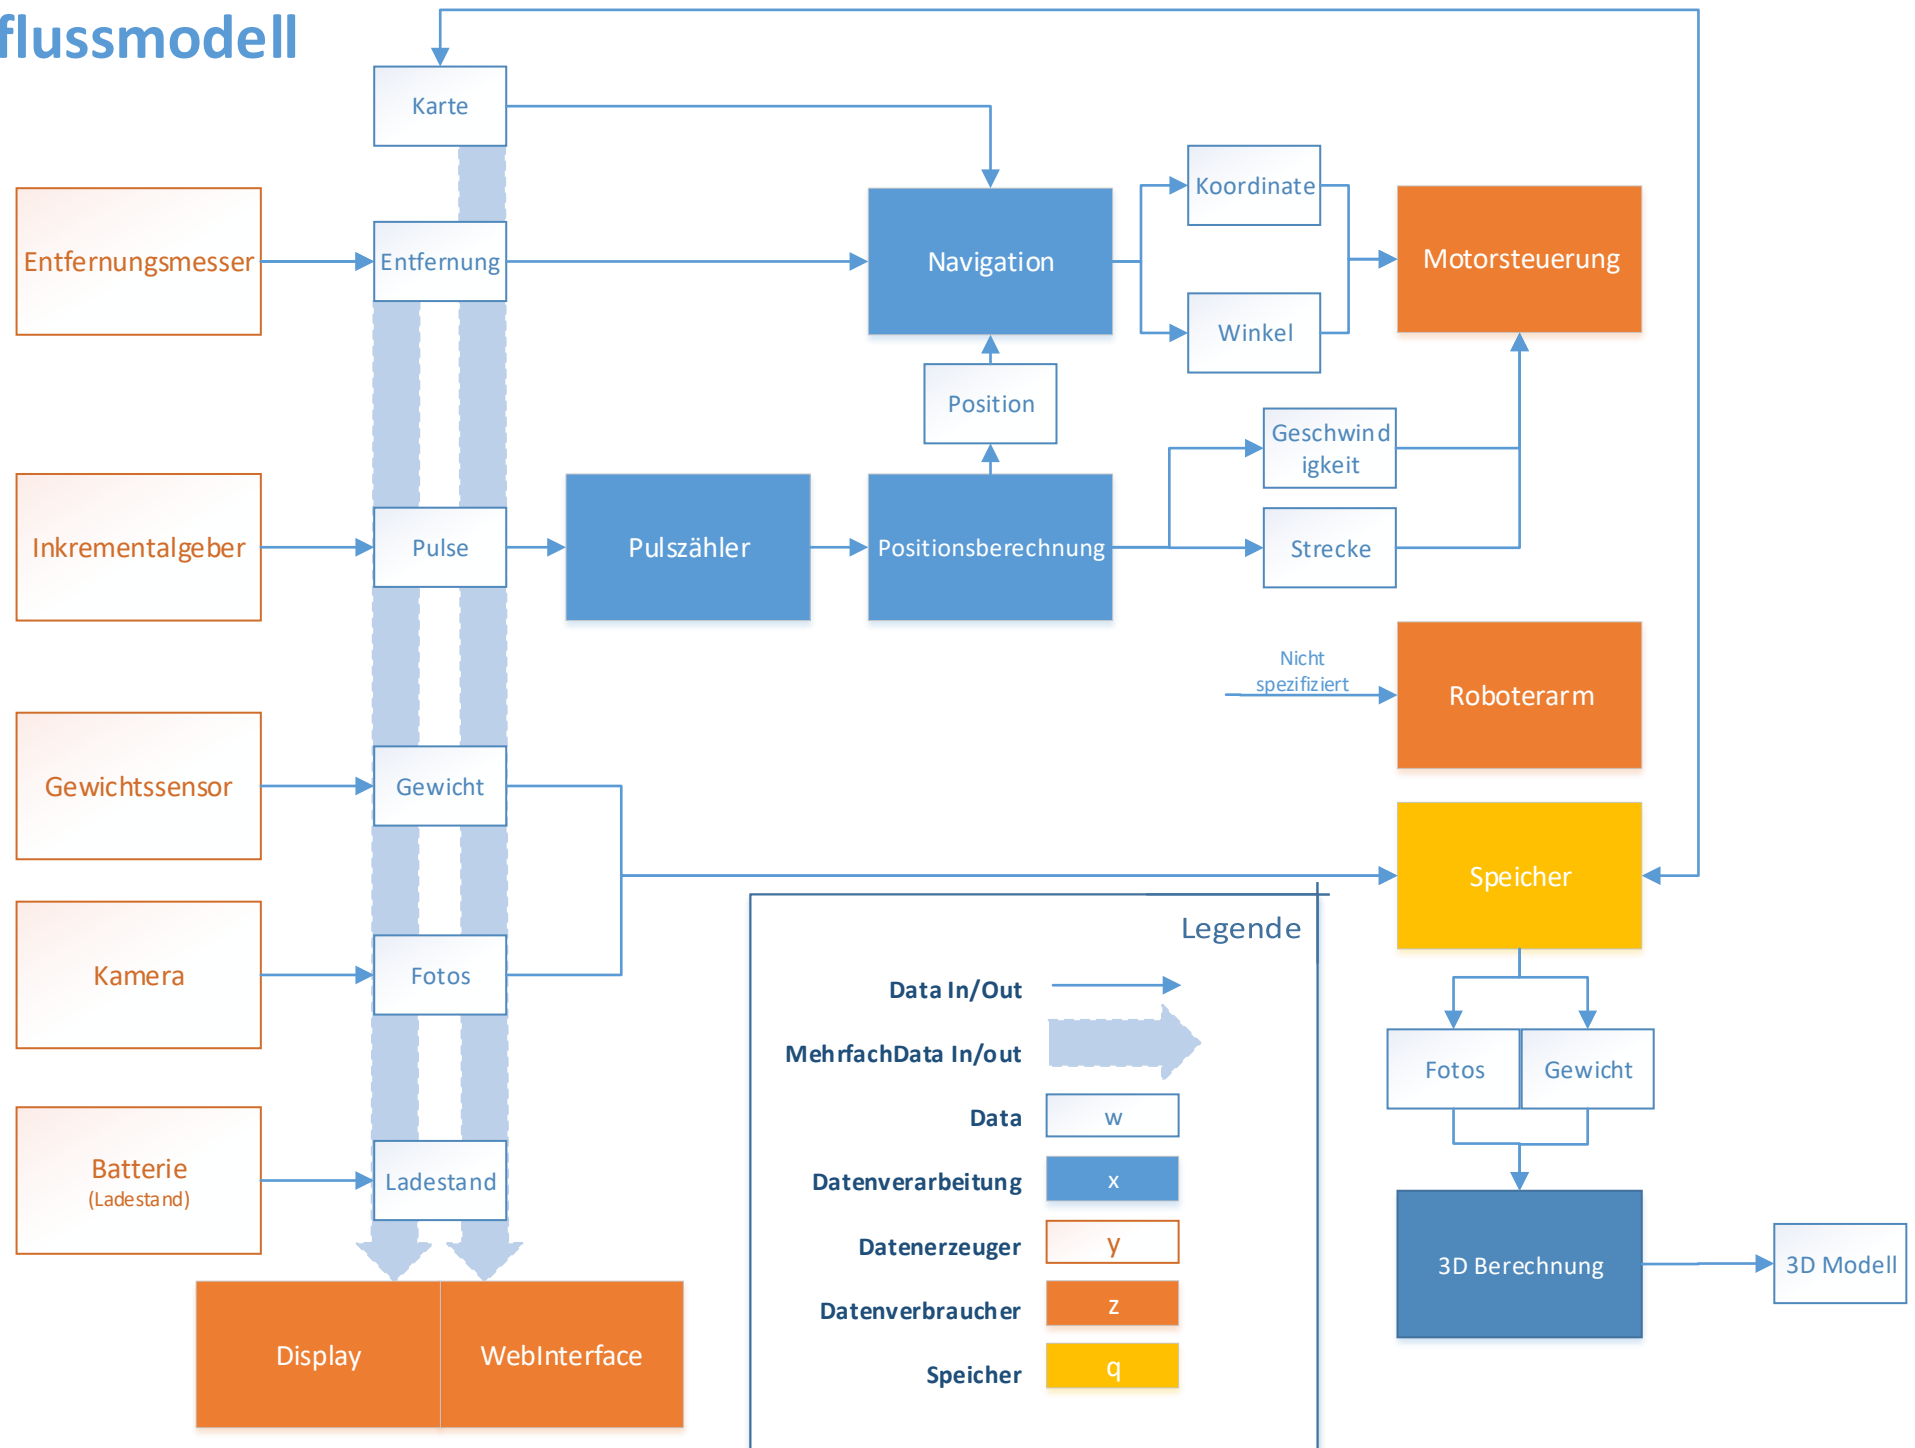 flussmodell
Karte
Entfernungsmesser
Entfernung
Navigation
Koordinate
Winkel
Motorsteuerung
Position
Geschwind
igkeit
Inkrementalgeber
Pulse
Pulszähler
Positionsberechnung
Strecke
Nicht
spezifiziert
Roboterarm
Gewichtssensor
Gewicht
Speicher
Kamera
Fotos
Fotos
Gewicht
Batterie
(Ladestand)
Ladestand
3D Berechnung
3D Modell
Display
WebInterface
Legende
Data In/Out
MehrfachData In/out
Data
w
Datenverarbeitung
x
Datenerzeuger
y
Datenverbraucher
z
Speicher
q